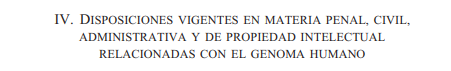 IV. Disposiciones vigentes en materia penal, civil,
administrativa y de propiedad intelectual
relacionadas con el genoma humano